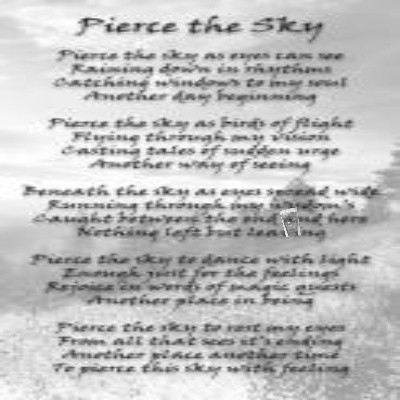 Pierce the Sky
Pierce the sky as eyes can see
Raining down in rhythms
Catching windows to my soul
Another day beginning
Pierce the sky as birds of flight
Flying through my vision
Casting tales of sudden urge
Another way of seeing
Beneath the sky as eyes spread wide
Running through my
Caught between the end and here
Nothing left but
Pierce the sky to dance with light
Enough just for the feelings
Rejoice in words of magic quests
Another place in being
Pierce the sky to rest my eyes
From all that sees it's ending
Another place another time
To pierce this sky with feeling